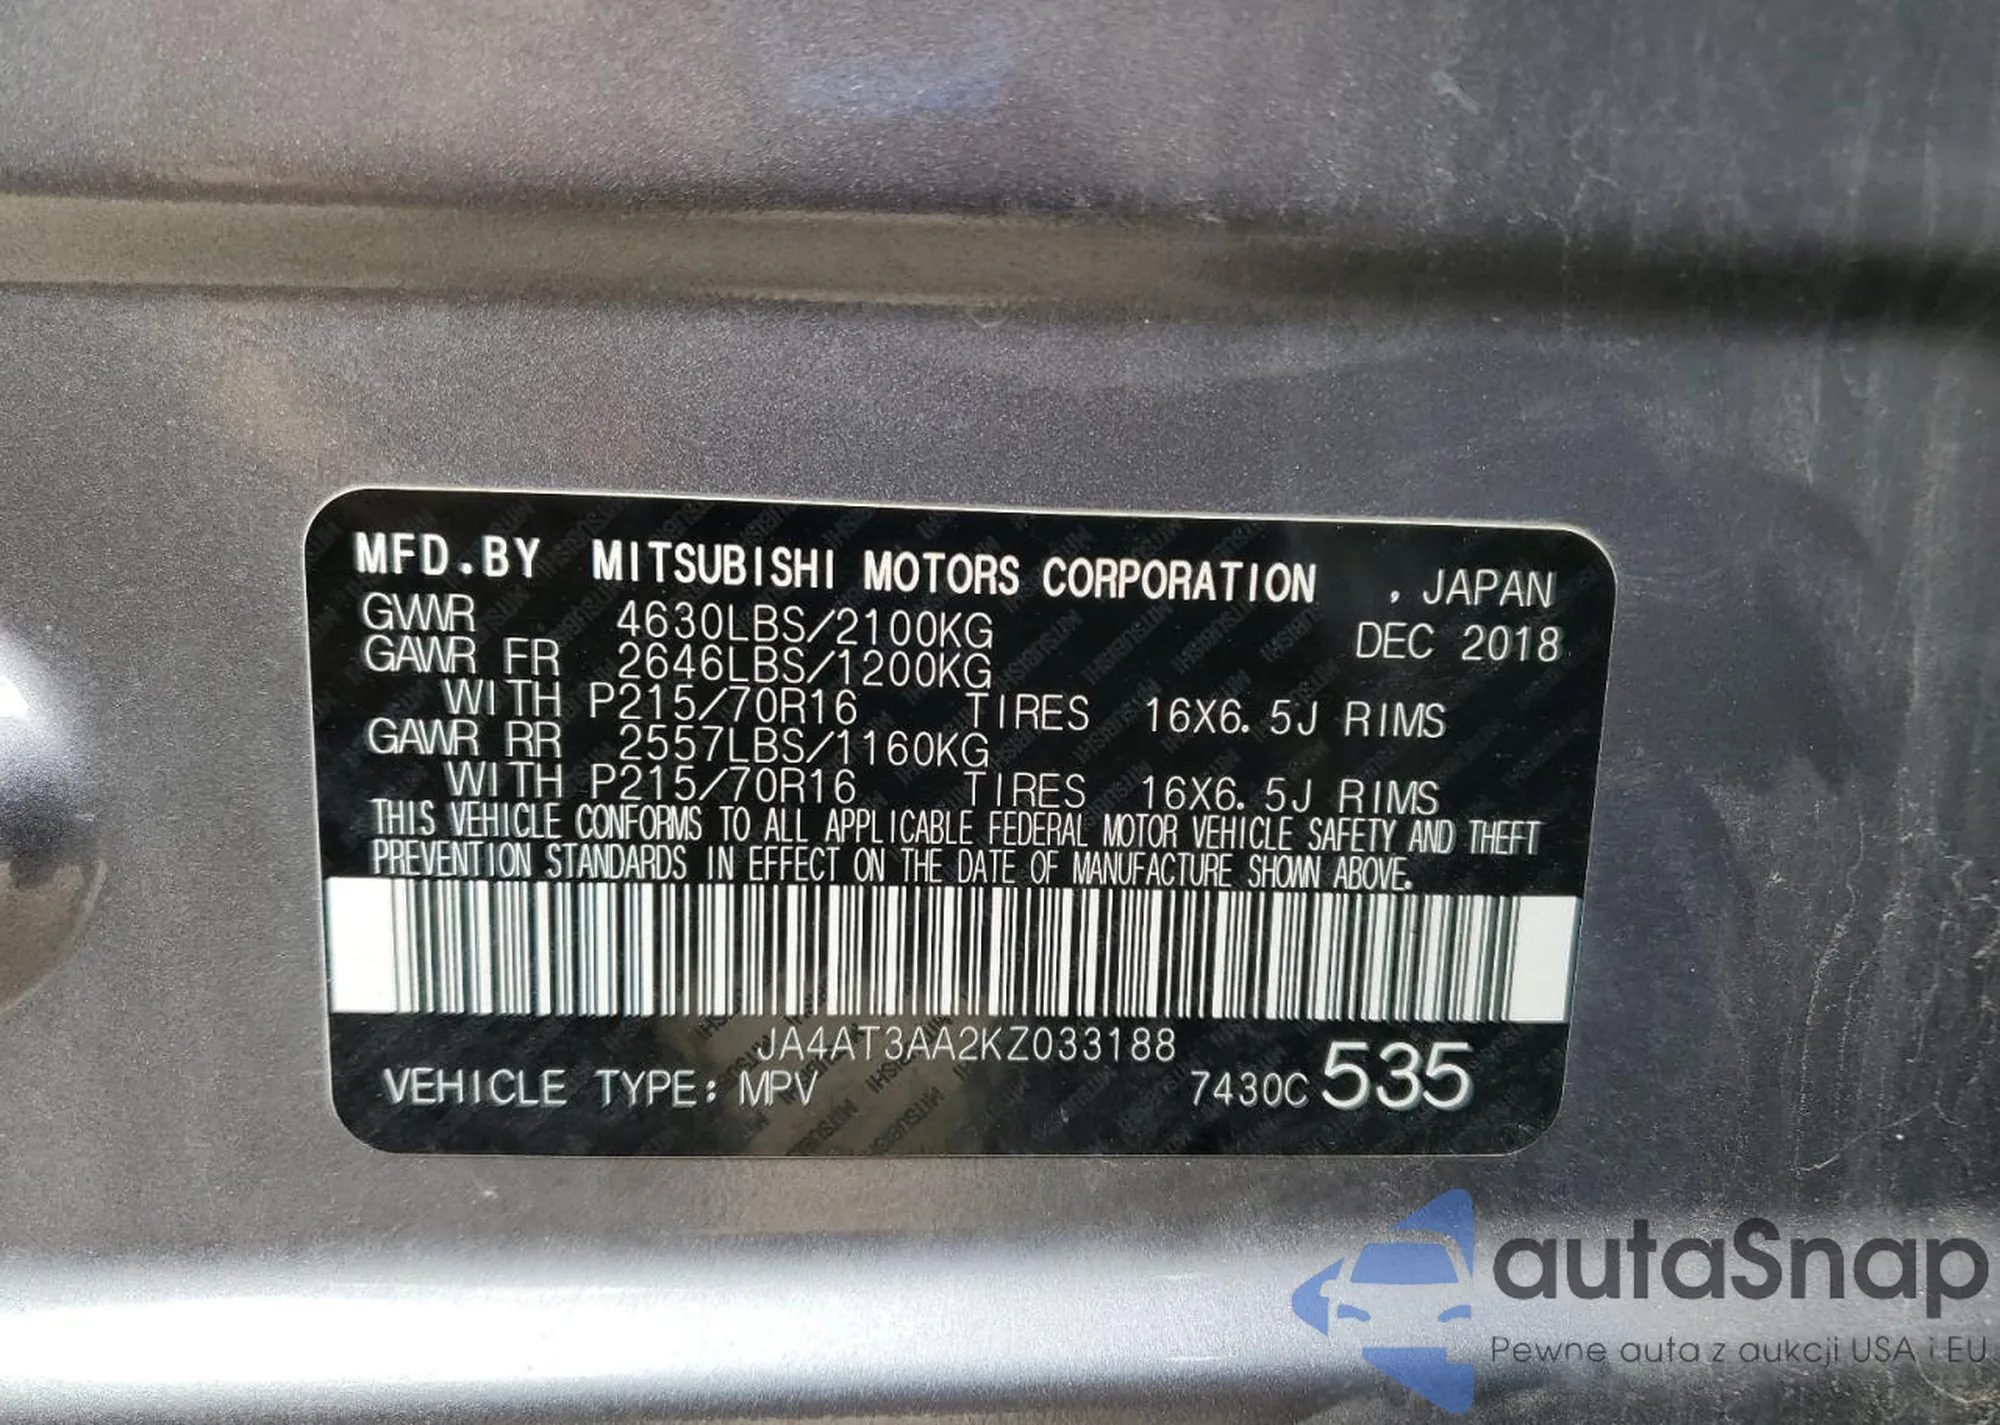 MFD.BY MITSUBISHI MOTORS CORPORATION , JAPAN
GVWR 4630LBS/2100KG DEC 2018
GAWR FR 2646LBS/1200KG
WITH P215/70R16 TIRES 16X6.5J RIMS
GAWR RR 2557LBS/1160KG
WITH P215/70R16 TIRES 16X6.5J RIMS
THIS VEHICLE CONFORMS TO ALL APPLICABLE FEDERAL MOTOR VEHICLE SAFETY AND THEFT
PREVENTION STANDARDS IN EFFECT ON THE DATE OF MANUFACTURE SHOWN ABOVE.
JA4AT3AA2KZ033188
VEHICLE TYPE: MPV 7430C 535
autaSnap
Pewne auta z aukcji USA i EU